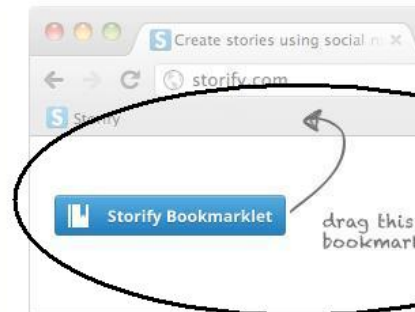 S Create stories using social
storify.com
S Storify
Storify Bookmarklet
drag this
bookmark